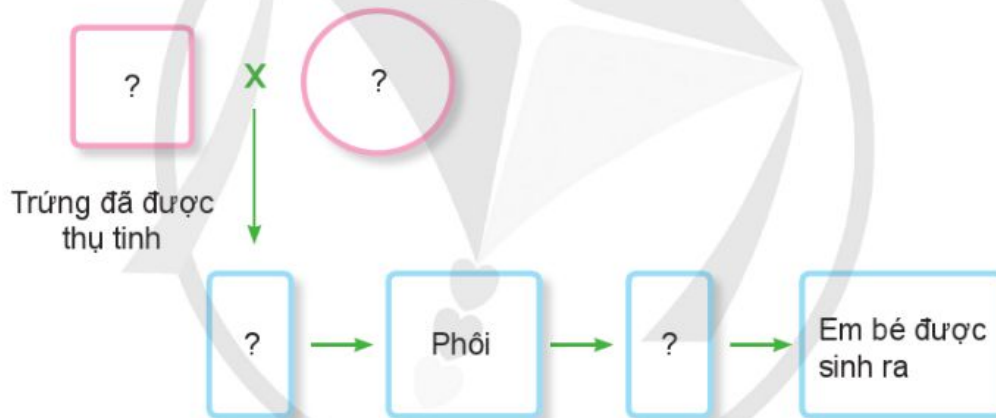 ?
X
?
Trứng đã được
thụ tinh
?
Phôi
?
Em bé được
sinh ra